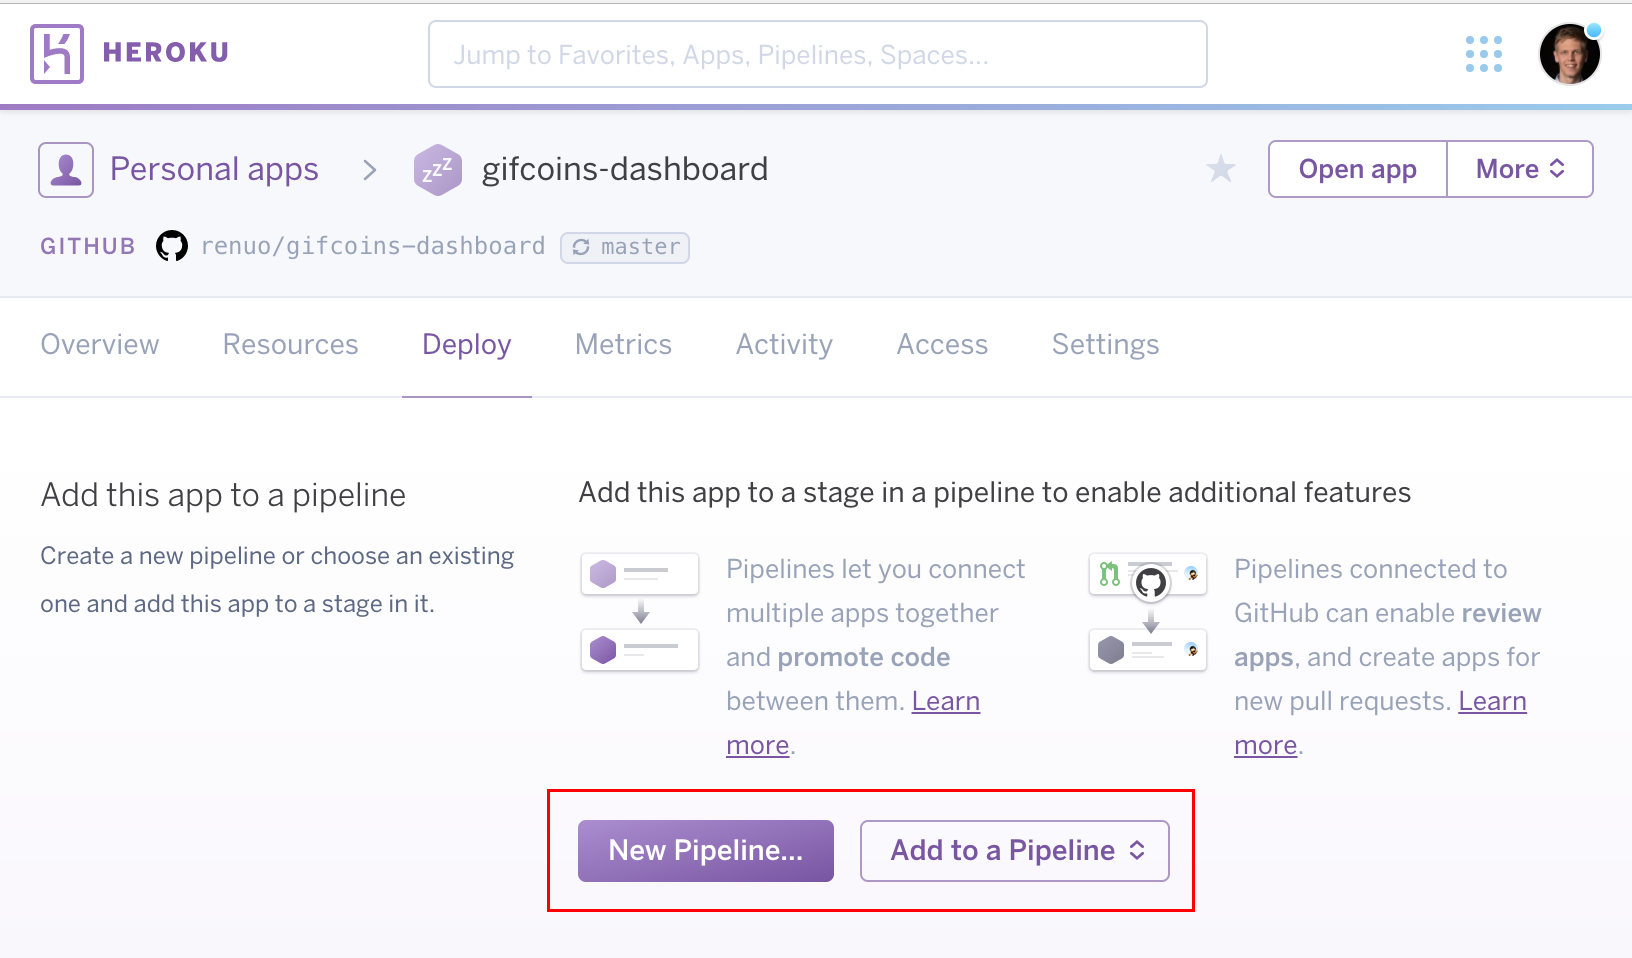 HEROKU
Jump to Favorites, Apps, Pipelines, Spaces...
Personal apps > zzz gifcoins-dashboard
Open app
More
GITHUB renuo/gifcoins-dashboard master
Overview Resources Deploy Metrics Activity Access Settings
Add this app to a pipeline
Create a new pipeline or choose an existing
one and add this app to a stage in it.
Add this app to a stage in a pipeline to enable additional features
Pipelines let you connect
multiple apps together
and promote code
between them. Learn
more.
Pipelines connected to
GitHub can enable review
apps, and create apps for
new pull requests. Learn
more.
New Pipeline...
Add to a Pipeline